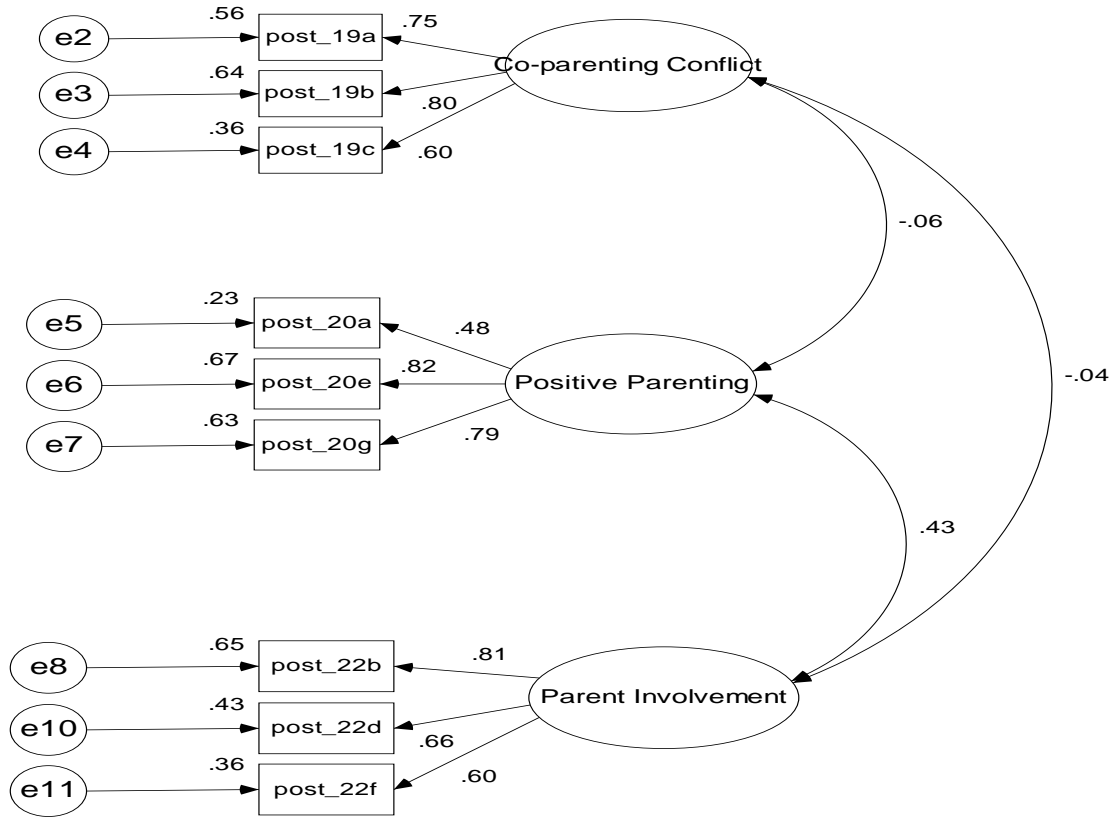 .56
.75
e2
post_19a
Co-parenting Conflict
.64
e3
post_19b
.80
.36
e4
post_19c
.60
-.06
.23
e5
post_20a
.48
.67
.82
e6
post_20e
Positive Parenting
-.04
.63
e7
post_20g
.79
.43
.65
.81
e8
post_22b
Parent Involvement
.43
e10
post_22d
.66
.36
.60
e11
post_22f